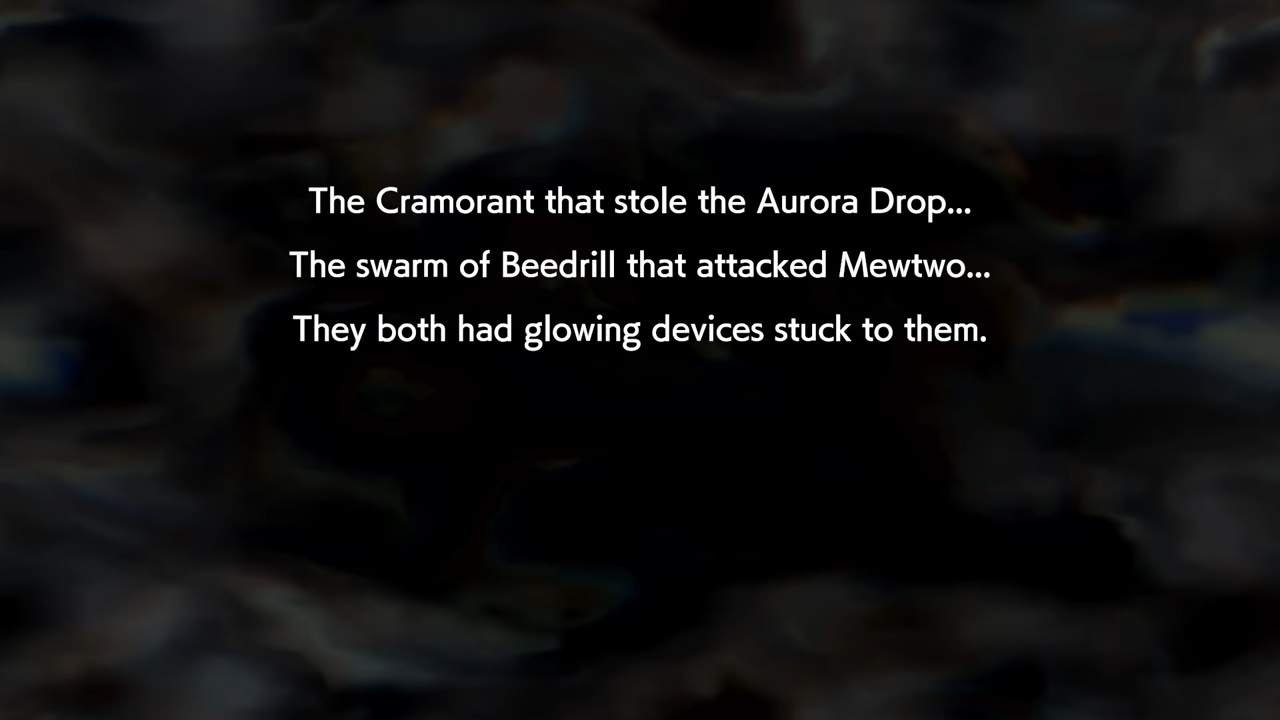 The Cramorant that stole the Aurora Drop...
The swarm of Beedrill that attacked Mewtwo...
They both had glowing devices stuck to them.